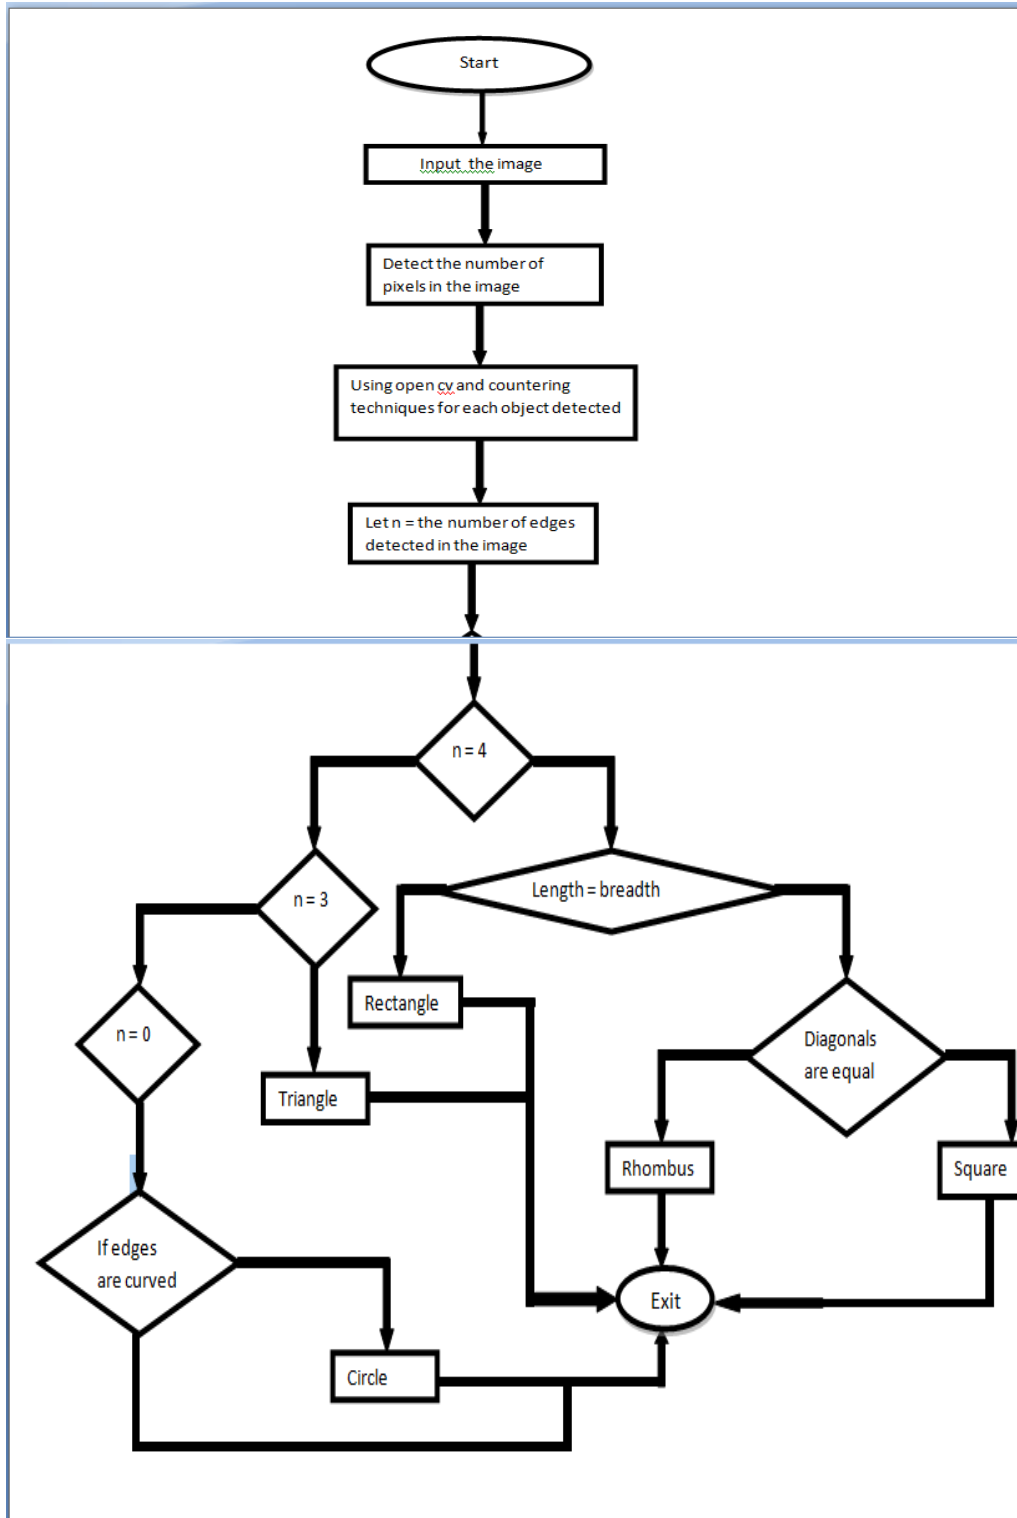 Start
Input the image
Detect the number of
pixels in the image
Using open cv and countering
techniques for each object detected
Let n = the number of edges
detected in the image
n = 4
n = 3
Length = breadth
n = 0
Rectangle
Diagonals
are equal
Triangle
Rhombus
Square
If edges
are curved
Exit
Circle